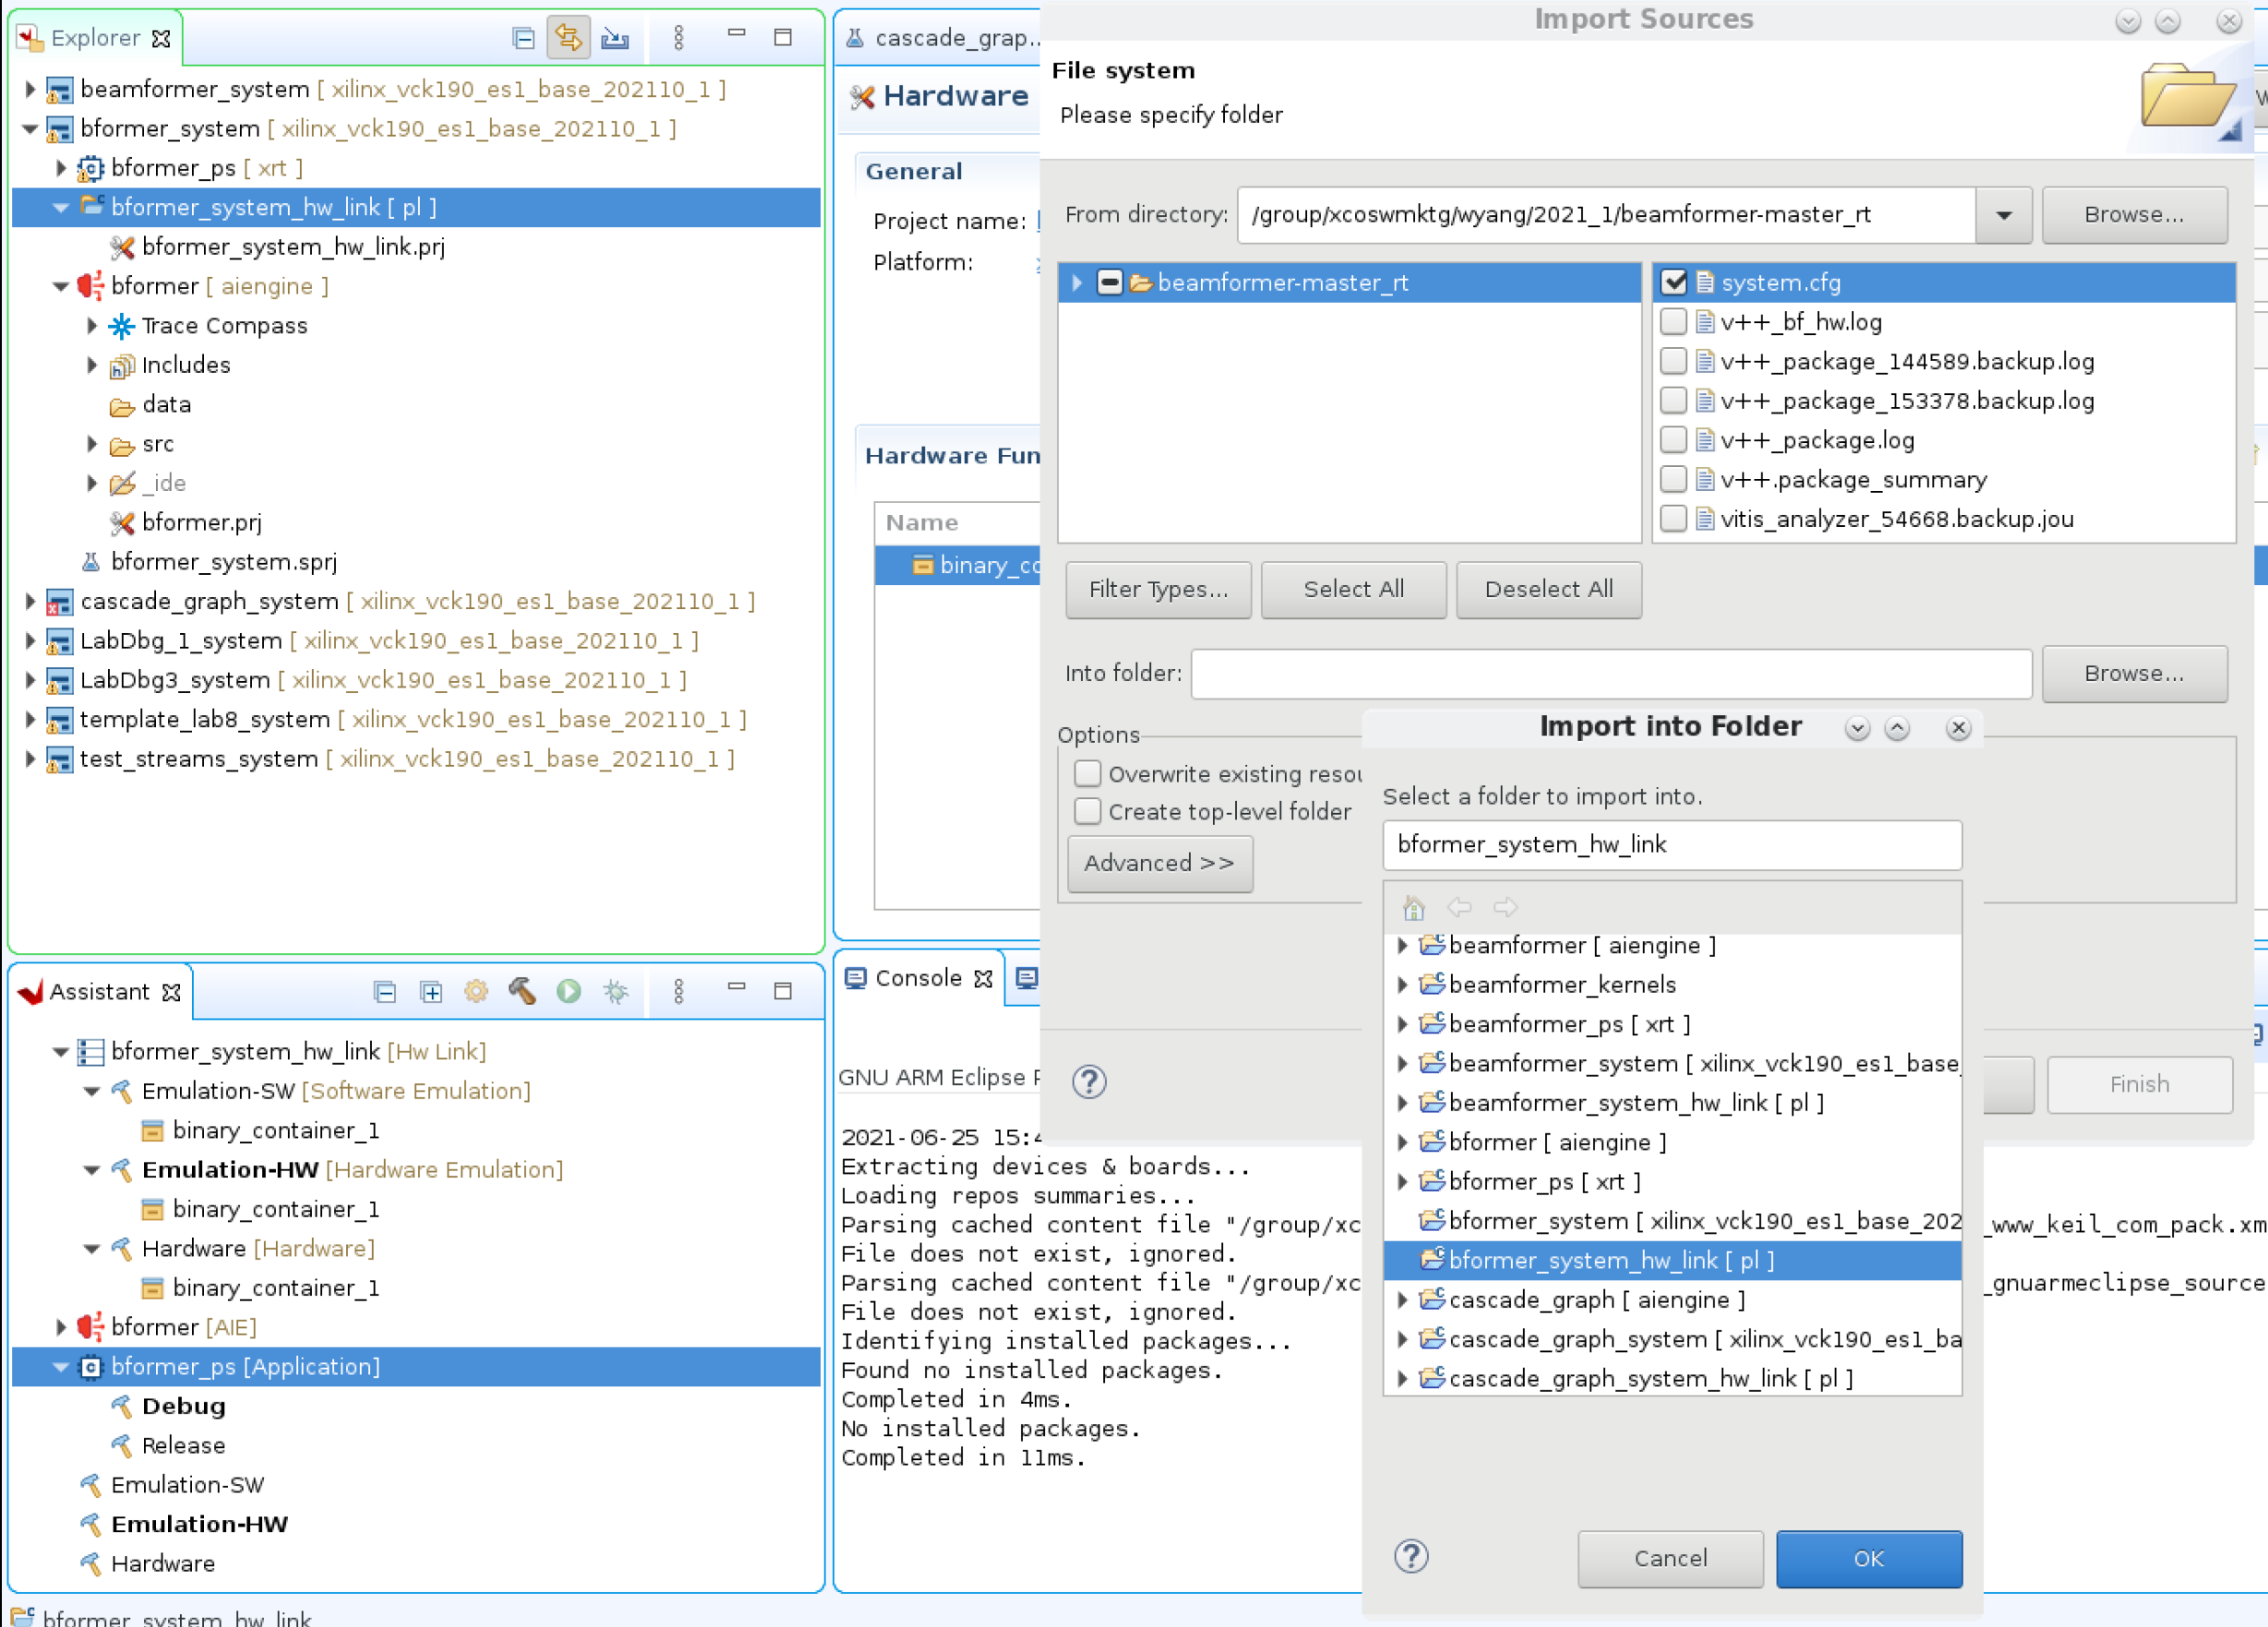 Explorer
beamformer_system [ xilinx_vck190_es1_base_202110_1 ]
bformer_system [ xilinx_vck190_es1_base_202110_1 ]
bformer_ps [ xrt ]
bformer_system_hw_link [ pl ]
bformer_system_hw_link.prj
bformer [ aiengine ]
Trace Compass
Includes
data
src
_ide
bformer.prj
bformer_system.sprj
cascade_graph_system [ xilinx_vck190_es1_base_202110_1 ]
LabDbg_1_system [ xilinx_vck190_es1_base_202110_1 ]
LabDbg3_system [ xilinx_vck190_es1_base_202110_1 ]
template_lab8_system [ xilinx_vck190_es1_base_202110_1 ]
test_streams_system [ xilinx_vck190_es1_base_202110_1 ]
Assistant
bformer_system_hw_link [Hw Link]
Emulation-SW [Software Emulation]
binary_container_1
Emulation-HW [Hardware Emulation]
binary_container_1
Hardware [Hardware]
binary_container_1
bformer [AIE]
bformer_ps [Application]
Debug
Release
Emulation-SW
Emulation-HW
Hardware
bformer_system_hw_link
cascade_grap...
Hardware
General
Project name:
Platform:
Hardware Fun
Name
binary_co
Console
GNU ARM Eclipse P
2021-06-25 15:4
Extracting devices & boards...
Loading repos summaries...
Parsing cached content file "/group/xc
_www_keil_com_pack.xm
File does not exist, ignored.
Parsing cached content file "/group/xc
_gnuarmeclipse_source
File does not exist, ignored.
Identifying installed packages...
Found no installed packages.
Completed in 4ms.
No installed packages.
Completed in 11ms.
Import Sources
File system
Please specify folder
From directory: /group/xcoswmktg/wyang/2021_1/beamformer-master_rt Browse...
beamformer-master_rt
system.cfg
v++_bf_hw.log
v++_package_144589.backup.log
v++_package_153378.backup.log
v++_package.log
v++.package_summary
vitis_analyzer_54668.backup.jou
Filter Types... Select All Deselect All
Into folder: Browse...
Options
Overwrite existing resou
Create top-level folder
Advanced >>
Finish
Import into Folder
Select a folder to import into.
bformer_system_hw_link
beamformer [ aiengine ]
beamformer_kernels
beamformer_ps [ xrt ]
beamformer_system [ xilinx_vck190_es1_base_
beamformer_system_hw_link [ pl ]
bformer [ aiengine ]
bformer_ps [ xrt ]
bformer_system [ xilinx_vck190_es1_base_202
bformer_system_hw_link [ pl ]
cascade_graph [ aiengine ]
cascade_graph_system [ xilinx_vck190_es1_ba
cascade_graph_system_hw_link [ pl ]
Cancel OK